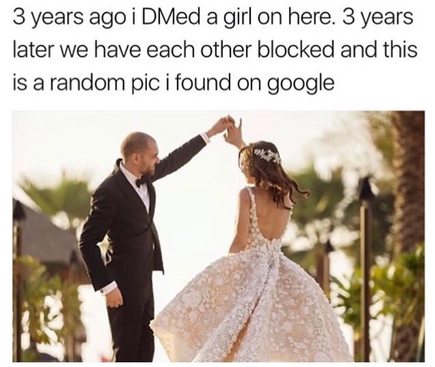 3 years ago i DMed a girl on here. 3 years
later we have each other blocked and this
is a random pic i found on google